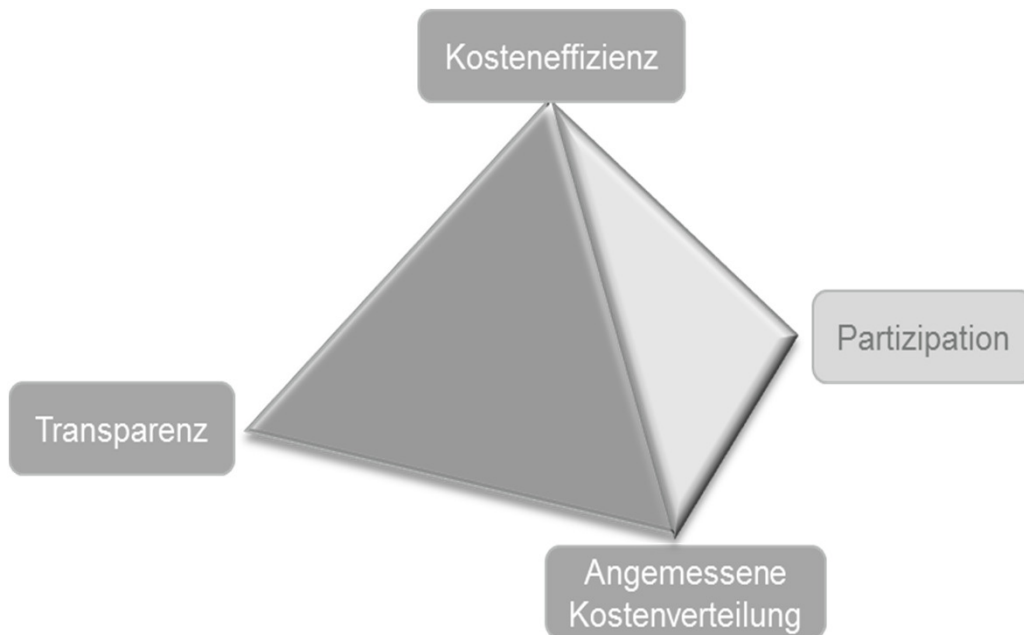 Kosteneffizienz
Partizipation
Transparenz
Angemessene
Kostenverteilung